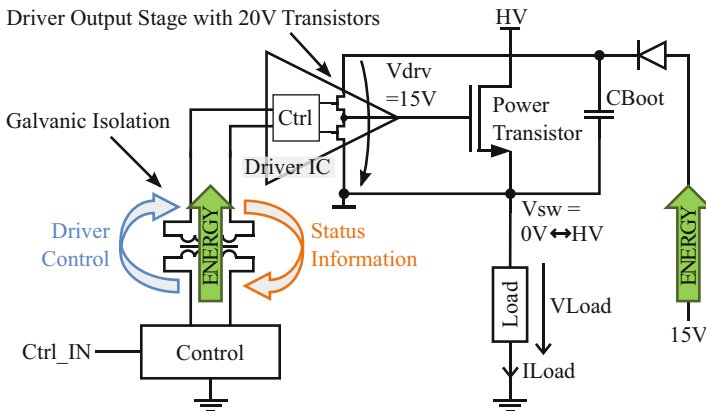 Driver Output Stage with 20V Transistors
HV
Vdrv
=15V
CBoot
Power
Transistor
Ctrl
Galvanic Isolation
Driver IC
Vsw =
0V⟷HV
Driver
Control
ENERGY
Status
Information
ENERGY
Load
VLoad
15V
Ctrl_IN
Control
ILoad